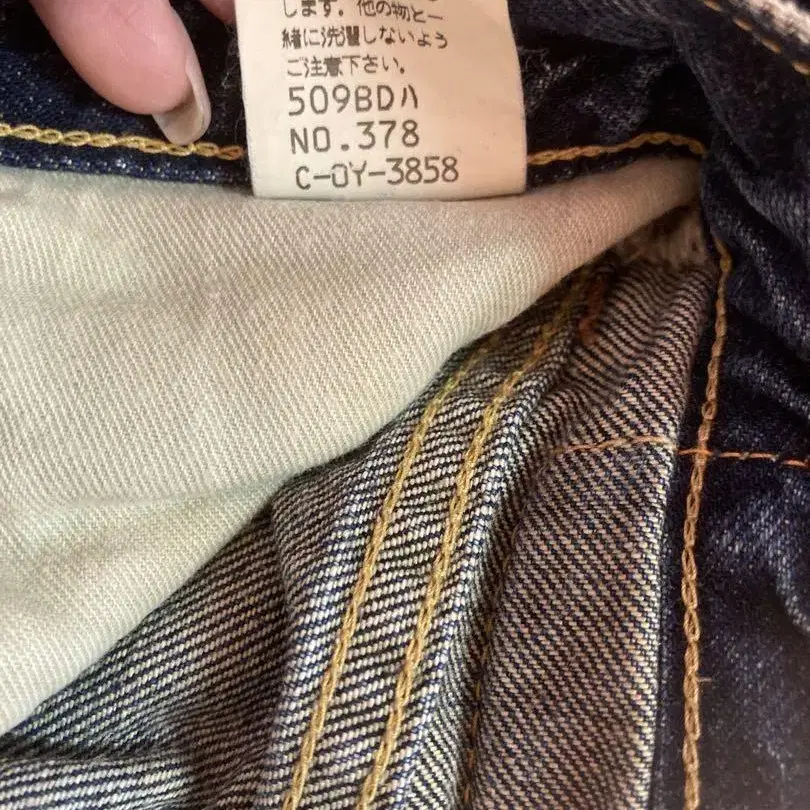 します。他の物と一
緒に洗濯しないよう
ご注意下さい。
509BDハ
NO.378
C-OY-3858